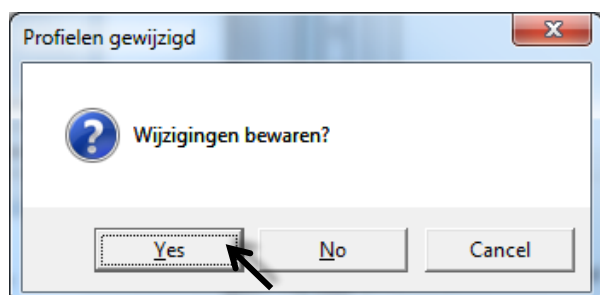 Profielen gewijzigd
Wijzigingen bewaren?
Yes
No
Cancel